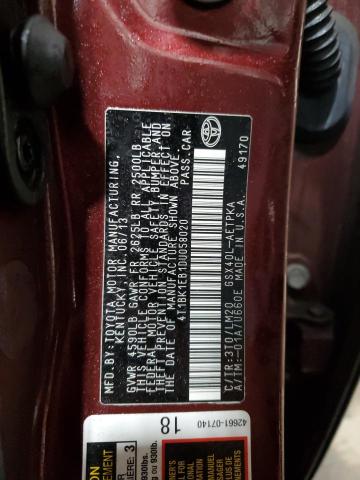 MFD.BY:TOYOTA MOTOR MANUFACTURING,
KENTUCKY, INC. 06/13
GVWR 4590LB GAWR FR 2625LB RR 2500LB
THIS VEHICLE CONFORMS TO ALL APPLICABLE
FEDERAL MOTOR VEHICLE SAFETY, BUMPER, AND
THEFT PREVENTION STANDARDS IN EFFECT ON
THE DATE OF MANUFACTURE SHOWN ABOVE.
4T1BK1EB1DU058020 PASS.CAR
C/TR:3T0/LM20 GSX40L-AETPKA
A/TM:-01A/U660E MADE IN U.S.A.
49170
42661-07140
18